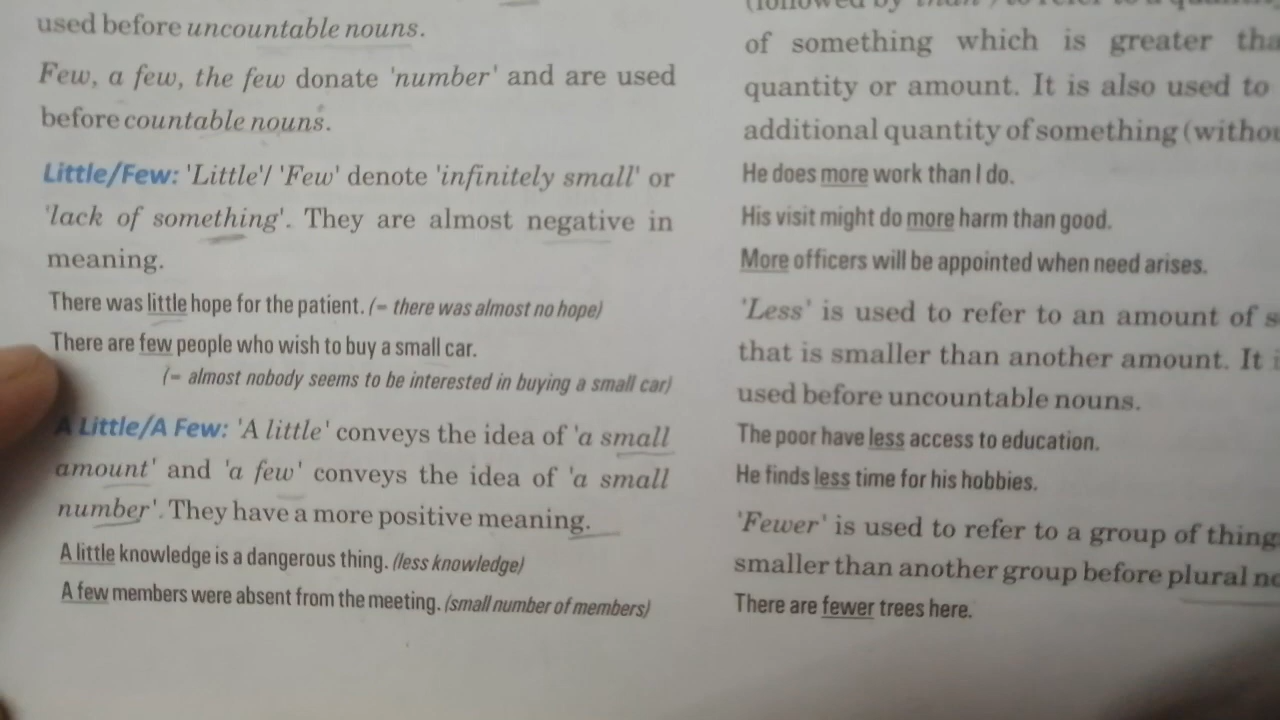 used before uncountable nouns.
Few, a few, the few donate 'number' and are used
before countable nouns.
Little/Few: 'Little'/ 'Few' denote 'infinitely small' or
'lack of something'. They are almost negative in
meaning.
There was little hope for the patient. (= there was almost no hope)
There are few people who wish to buy a small car.
(= almost nobody seems to be interested in buying a small car)
A Little/A Few: 'A little' conveys the idea of 'a small
amount' and 'a few' conveys the idea of 'a small
number'. They have a more positive meaning.
A little knowledge is a dangerous thing. (less knowledge)
A few members were absent from the meeting. (small number of members)
of something which is greater
quantity or amount. It is also used to
additional quantity of something
He does more work than I do.
His visit might do more harm than good.
More officers will be appointed when need arises.
'Less' is used to refer to an amount of
that is smaller than another amount. It
used before uncountable nouns.
The poor have less access to education.
He finds less time for his hobbies.
'Fewer' is used to refer to a group of
smaller than another group before plural
There are fewer trees here.